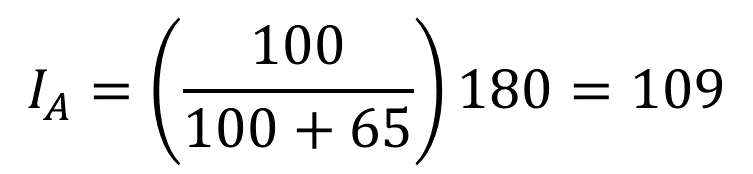 I_A = (100 / (100 + 65)) 180 = 109